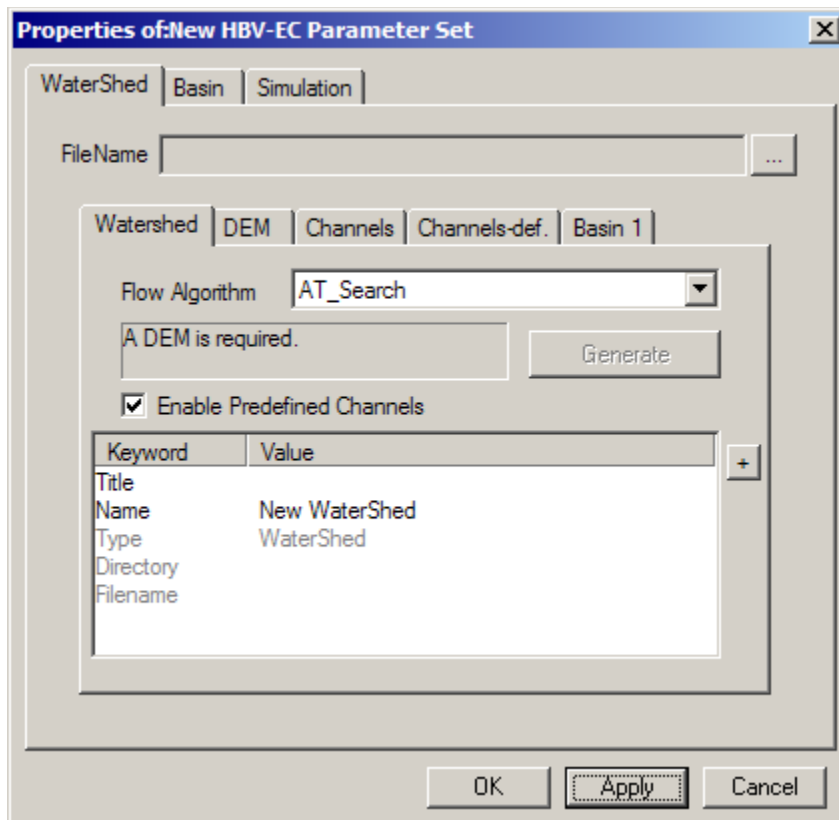 Properties of:New HBV-EC Parameter Set
WaterShed Basin Simulation
FileName ...
Watershed DEM Channels Channels-def. Basin 1
Flow Algorithm AT_Search
A DEM is required. Generate
Enable Predefined Channels
Keyword Value +
Title
Name New WaterShed
Type WaterShed
Directory
Filename
OK Apply Cancel